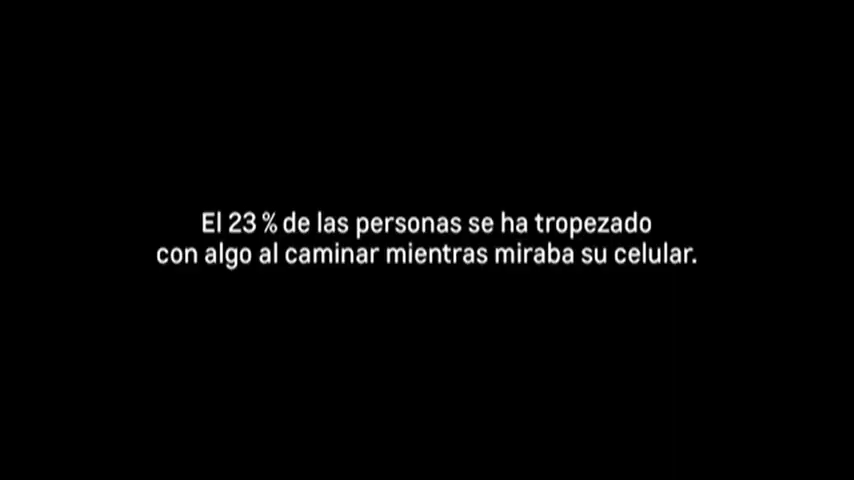 El 23 % de las personas se ha tropezado
con algo al caminar mientras miraba su celular.